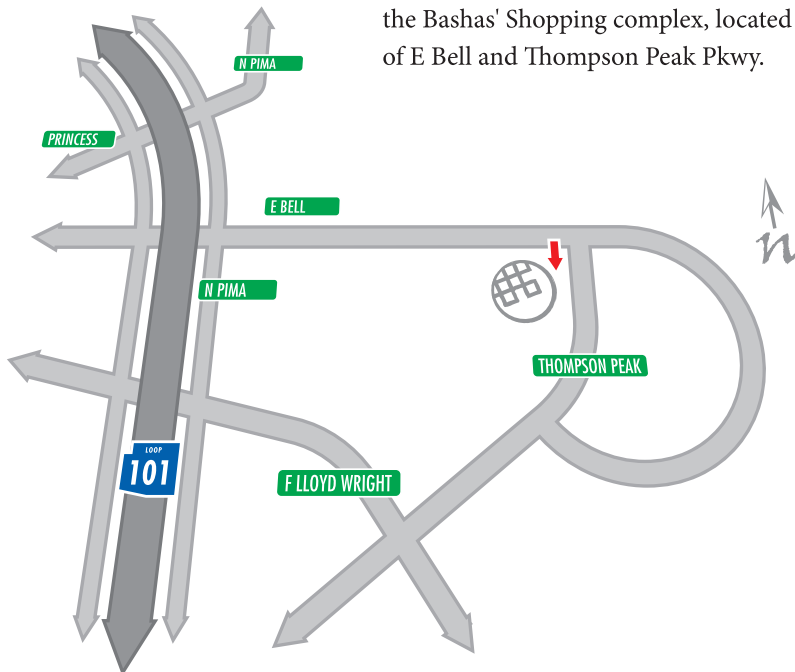 the Bashas' Shopping complex, located
of E Bell and Thompson Peak Pkwy.
N PIMA
PRINCESS
E BELL
n
N PIMA
THOMPSON PEAK
LOOP
101
F LLOYD WRIGHT